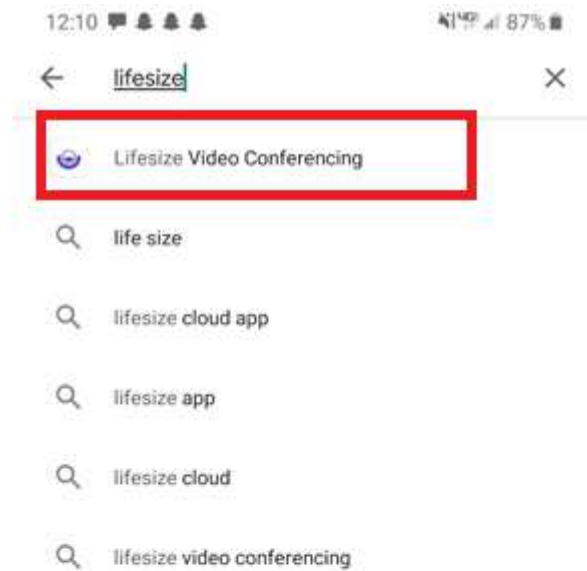 12:10 87%
lifesize
Lifesize Video Conferencing
life size
lifesize cloud app
lifesize app
lifesize cloud
lifesize video conferencing